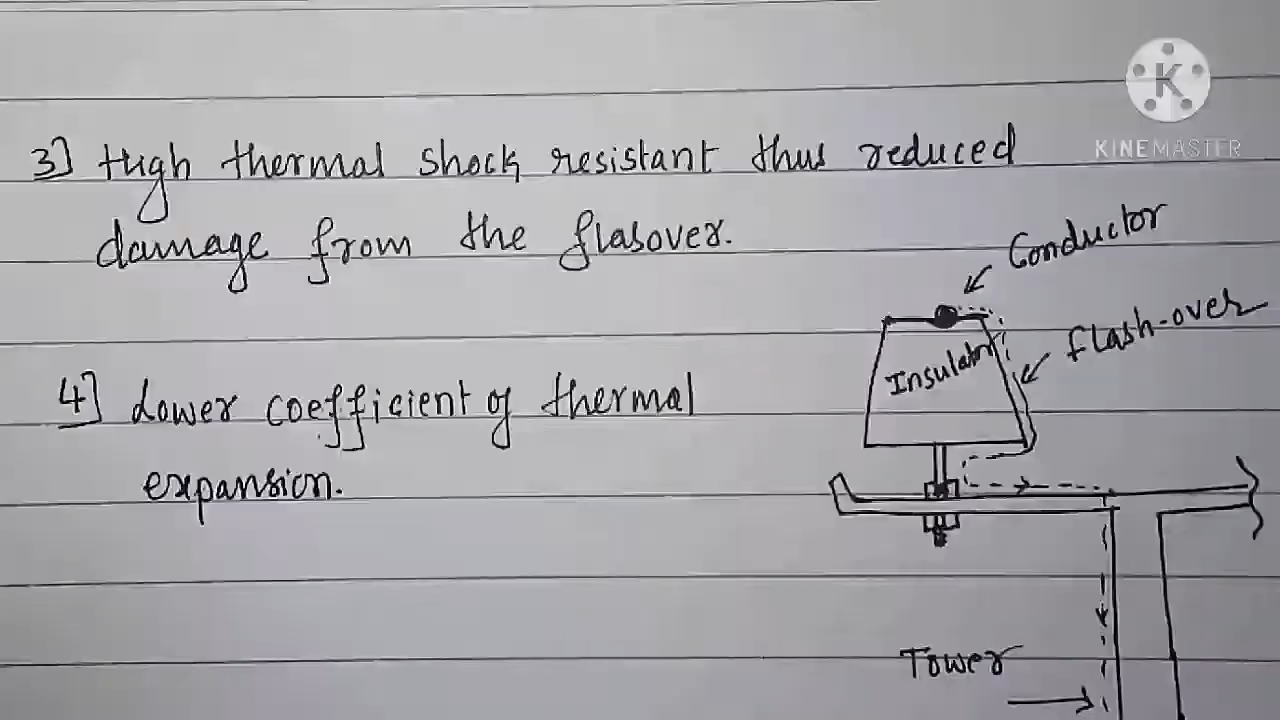 3] High thermal shock resistant thus reduced
damage from the flasover.
4] Lower coefficient of thermal
expansion.
Conductor
flash-over
Insulator
Tower
K
KINEMASTER